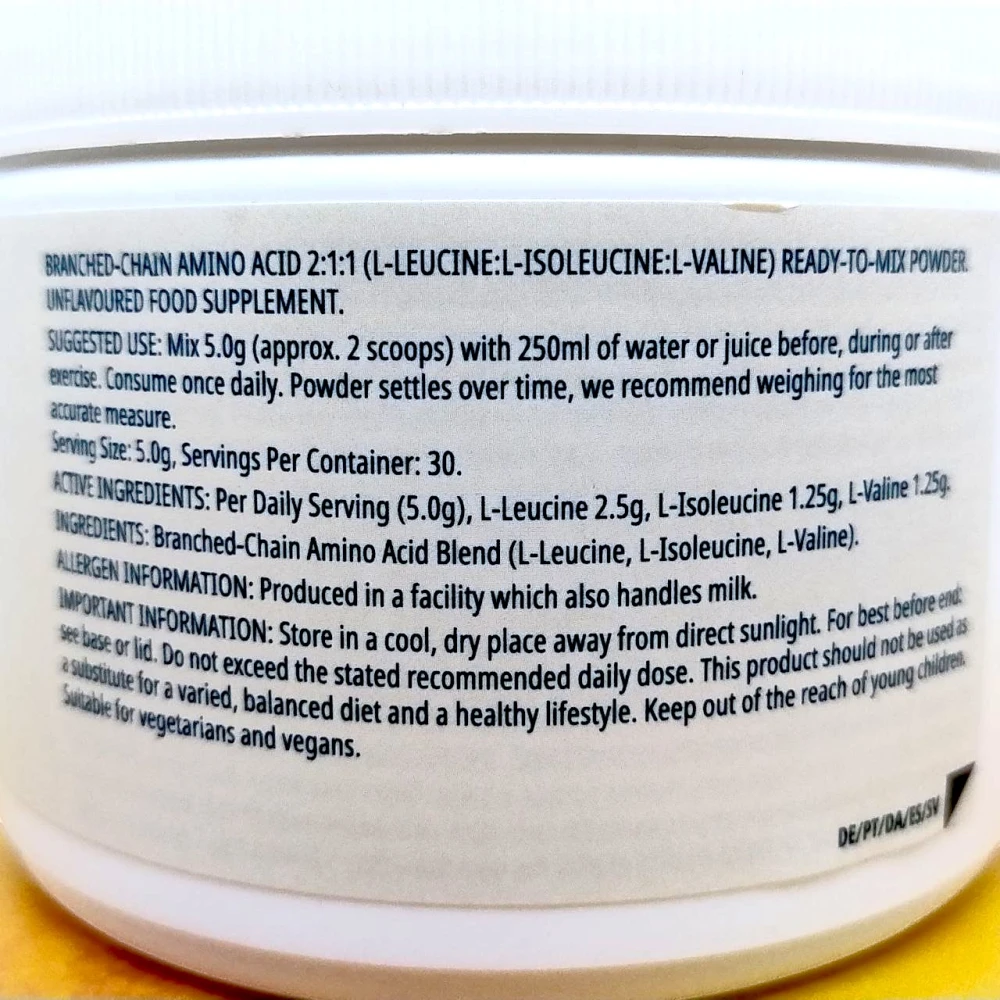 BRANCHED-CHAIN AMINO ACID 2:1:1 (L-LEUCINE:L-ISOLEUCINE:L-VALINE) READY-TO-MIX POWDER.
UNFLAVOURED FOOD SUPPLEMENT.
SUGGESTED USE: Mix 5.0g (approx. 2 scoops) with 250ml of water or juice before, during or after
exercise. Consume once daily. Powder settles over time, we recommend weighing for the most
accurate measure.
Serving Size: 5.0g, Servings Per Container: 30.
ACTIVE INGREDIENTS: Per Daily Serving (5.0g), L-Leucine 2.5g, L-Isoleucine 1.25g, L-Valine 1.25g.
INGREDIENTS: Branched-Chain Amino Acid Blend (L-Leucine, L-Isoleucine, L-Valine).
ALLERGEN INFORMATION: Produced in a facility which also handles milk.
IMPORTANT INFORMATION: Store in a cool, dry place away from direct sunlight. For best before end:
see base or lid. Do not exceed the stated recommended daily dose. This product should not be used as
a substitute for a varied, balanced diet and a healthy lifestyle. Keep out of the reach of young children.
Suitable for vegetarians and vegans.
DE/PT/DA/ES/SV